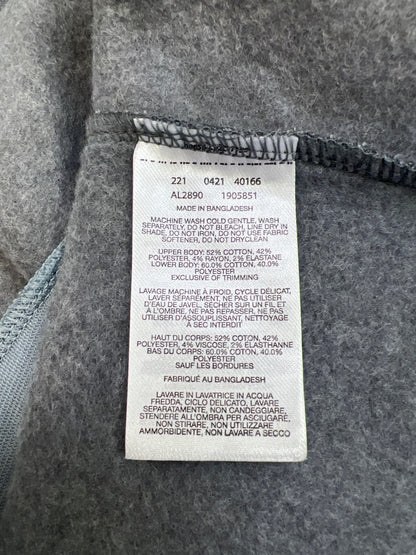 221 0421 40166
AL2890 1905851
MADE IN BANGLADESH
MACHINE WASH COLD GENTLE, WASH
SEPARATELY, DO NOT BLEACH, LINE DRY IN
SHADE, DO NOT IRON, DO NOT USE FABRIC
SOFTENER, DO NOT DRYCLEAN
UPPER BODY: 52% COTTON, 42%
POLYESTER, 4% RAYON, 2% ELASTANE
LOWER BODY: 60.0% COTTON, 40.0%
POLYESTER
EXCLUSIVE OF TRIMMING
LAVAGE MACHINE À FROID, CYCLE DÉLICAT,
LAVER SÉPARÉMENT, NE PAS UTILISER
D'EAU DE JAVEL, SÉCHER SUR UN FIL ET
À L'OMBRE, NE PAS REPASSER, NE PAS
UTILISER D'ASSOUPLISSANT, NETTOYAGE
A SEC INTERDIT
HAUT DU CORPS: 52% COTON, 42%
POLYESTER, 4% VISCOSE, 2% ÉLASTHANNE
BAS DU CORPS: 60.0% COTON, 40.0%
POLYESTER
SAUF LES BORDURES
FABRIQUÉ AU BANGLADESH
LAVARE IN LAVATRICE IN ACQUA
FREDDA, CICLO DELICATO, LAVARE
SEPARATAMENTE, NON CANDEGGIARE,
STENDERE ALL'OMBRA PER ASCIUGARE,
NON STIRARE, NON UTILIZZARE
AMMORBIDENTE, NON LAVARE A SECCO